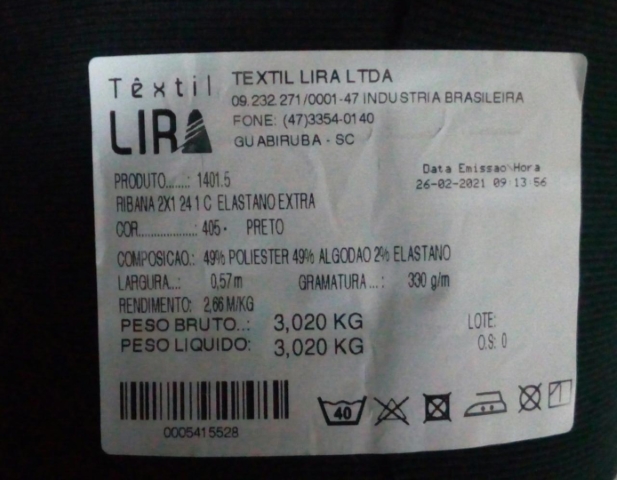 Têxtil
LIRA
TEXTIL LIRA LTDA
09.232.271/0001-47 INDUSTRIA BRASILEIRA
FONE: (47)3354-0140
GUABIRUBA - SC
Data Emissao\Hora
26-02-2021 09:13:56
PRODUTO.......: 1401.5
RIBANA 2X1 24 1 C ELASTANO EXTRA
COR.................: 405 - PRETO
COMPOSICAO.: 49% POLIESTER 49% ALGODAO 2% ELASTANO
LARGURA..: 0,57 m GRAMATURA ... : 330 g/m
RENDIMENTO: 2,66 M/KG
PESO BRUTO..: 3,020 KG LOTE:
PESO LIQUIDO: 3,020 KG O.S: 0
40
0005415528